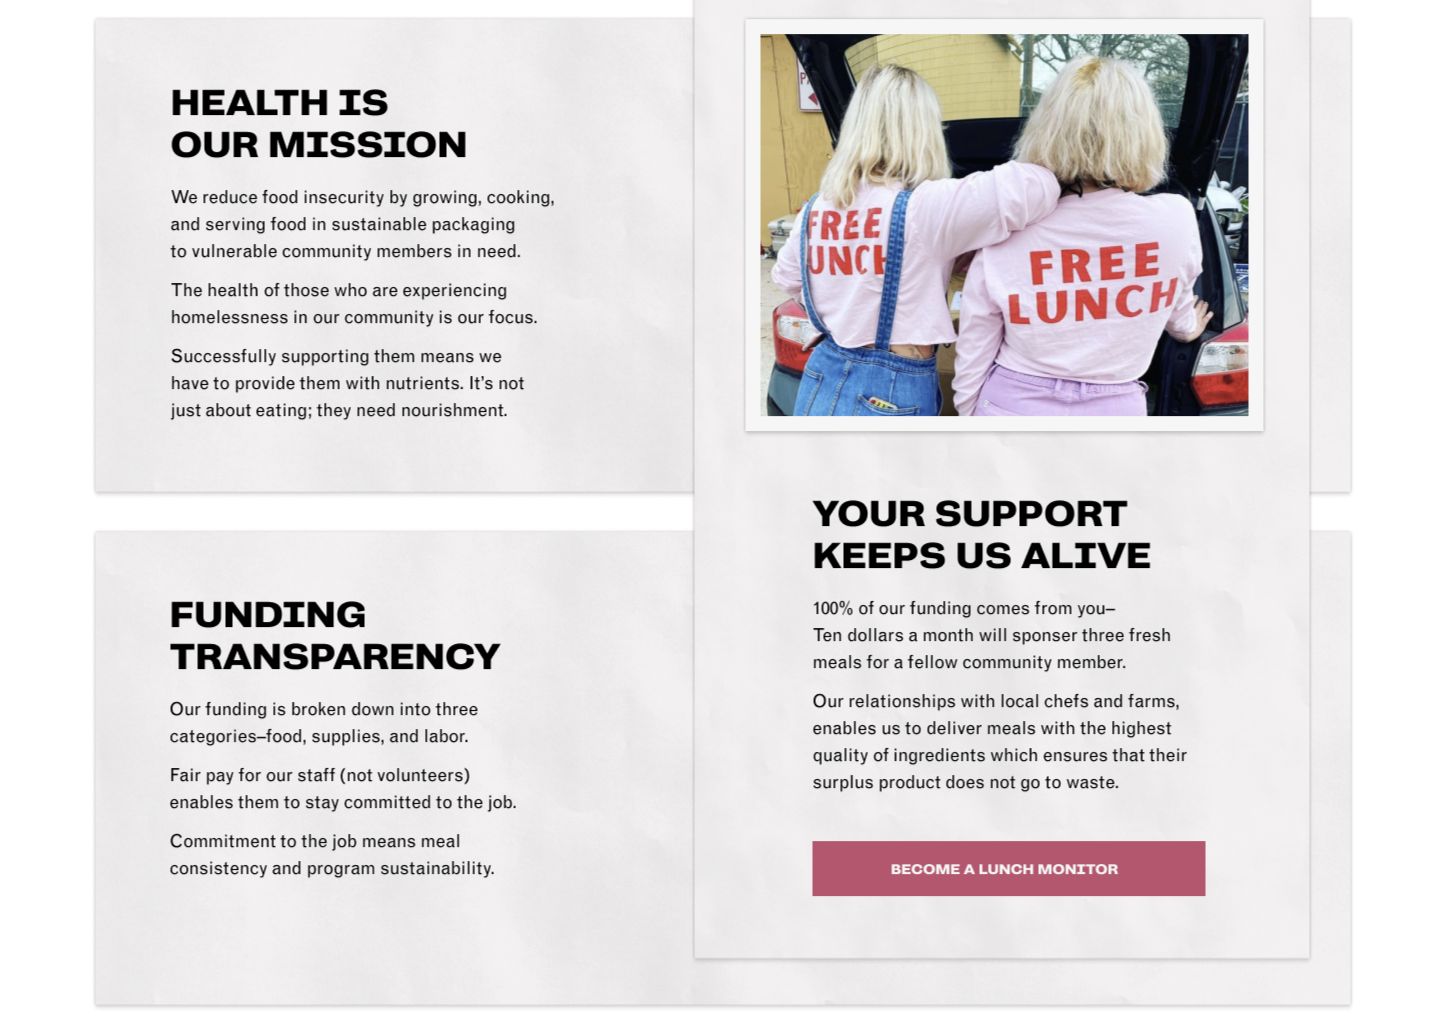 HEALTH IS
OUR MISSION
We reduce food insecurity by growing, cooking,
and serving food in sustainable packaging
to vulnerable community members in need.
The health of those who are experiencing
homelessness in our community is our focus.
Successfully supporting them means we
have to provide them with nutrients. It's not
just about eating; they need nourishment.
FUNDING
TRANSPARENCY
Our funding is broken down into three
categories–food, supplies, and labor.
Fair pay for our staff (not volunteers)
enables them to stay committed to the job.
Commitment to the job means meal
consistency and program sustainability.
FREE
UNCH
FREE
LUNCH
YOUR SUPPORT
KEEPS US ALIVE
100% of our funding comes from you–
Ten dollars a month will sponser three fresh
meals for a fellow community member.
Our relationships with local chefs and farms,
enables us to deliver meals with the highest
quality of ingredients which ensures that their
surplus product does not go to waste.
BECOME A LUNCH MONITOR